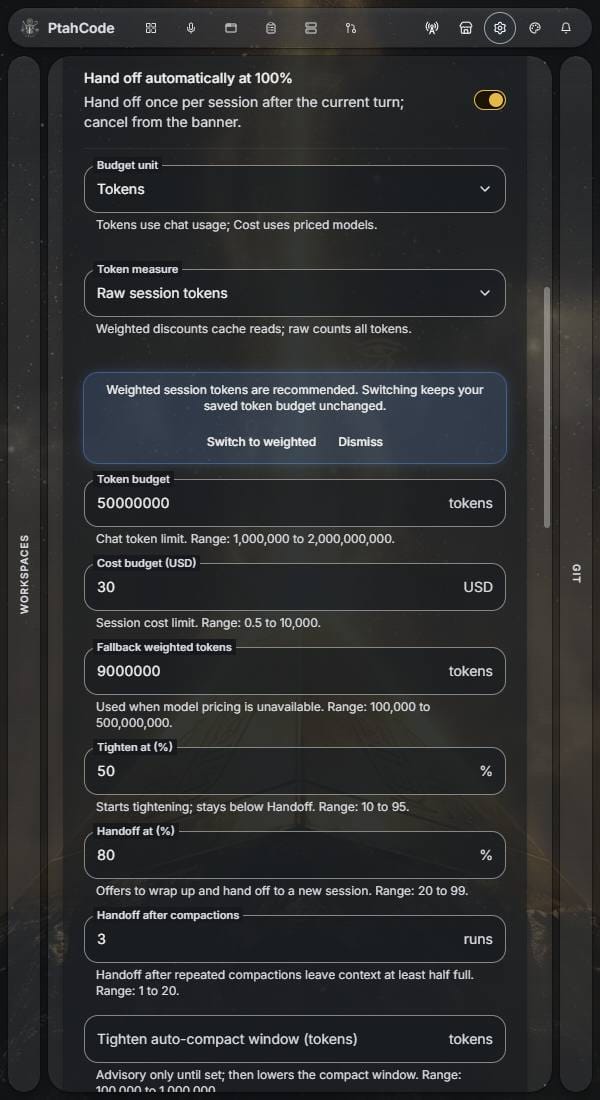 PtahCode
Hand off automatically at 100%
Hand off once per session after the current turn;
cancel from the banner.
Budget unit
Tokens
Tokens use chat usage; Cost uses priced models.
Token measure
Raw session tokens
Weighted discounts cache reads; raw counts all tokens.
Weighted session tokens are recommended. Switching keeps your
saved token budget unchanged.
Switch to weighted Dismiss
Token budget
50000000 tokens
Chat token limit. Range: 1,000,000 to 2,000,000,000.
Cost budget (USD)
30 USD
Session cost limit. Range: 0.5 to 10,000.
Fallback weighted tokens
9000000 tokens
Used when model pricing is unavailable. Range: 100,000 to
500,000,000.
Tighten at (%)
50 %
Starts tightening; stays below Handoff. Range: 10 to 95.
Handoff at (%)
80 %
Offers to wrap up and hand off to a new session. Range: 20 to 99.
Handoff after compactions
3 runs
Handoff after repeated compactions leave context at least half full.
Range: 1 to 20.
Tighten auto-compact window (tokens) tokens
Advisory only until set; then lowers the compact window. Range:
100,000 to 1,000,000.
WORKSPACES
GIT